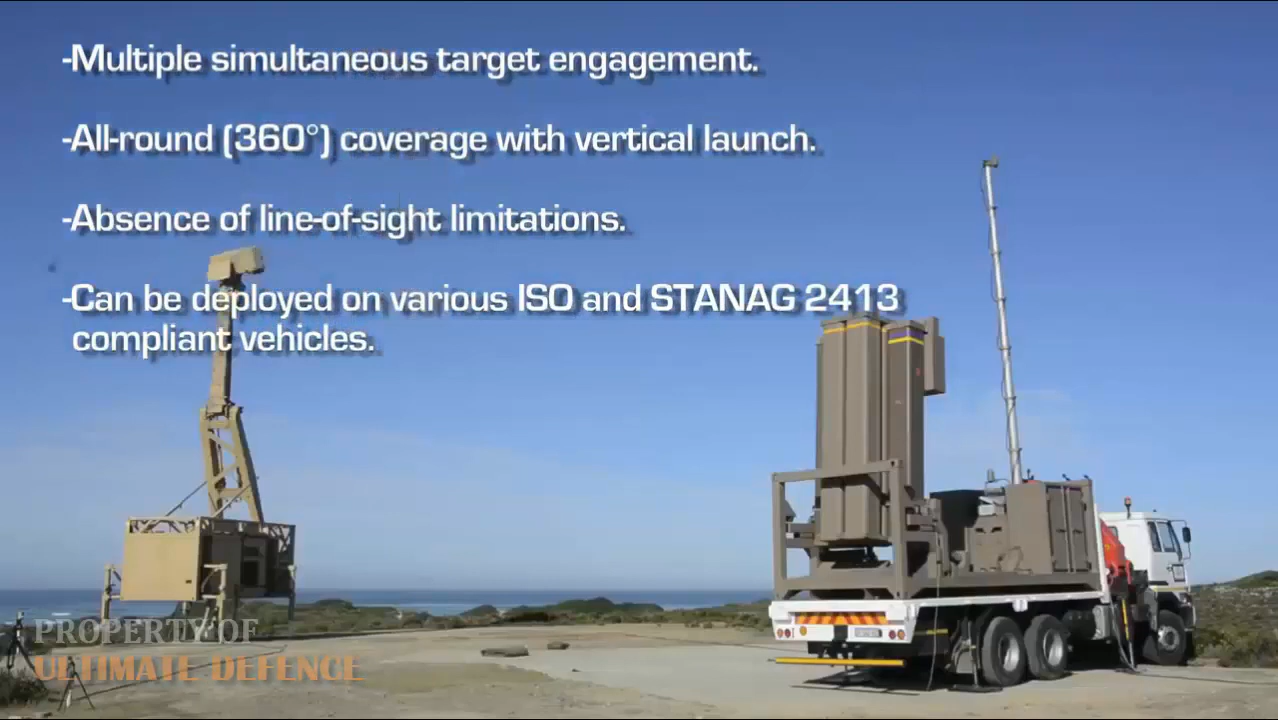 -Multiple simultaneous target engagement.
-All-round (360°) coverage with vertical launch.
-Absence of line-of-sight limitations.
-Can be deployed on various ISO and STANAG 2413
compliant vehicles.
PROPERTY OF
ULTIMATE DEFENCE